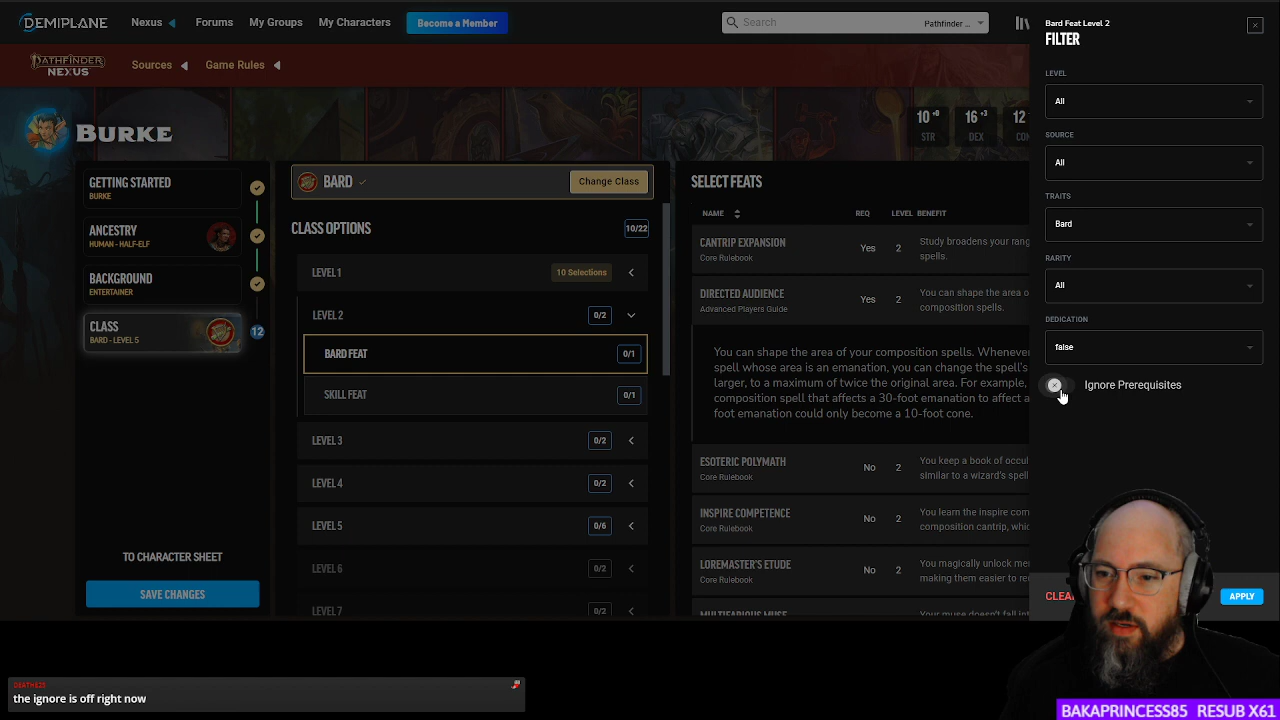 DEMIPLANE
Nexus
Forums
My Groups
My Characters
Become a Member
Search
Pathfinder ...
PATHFINDER
NEXUS
Sources
Game Rules
BURKE
10 +0
STR
16 +3
DEX
12
GETTING STARTED
BURKE
ANCESTRY
HUMAN - HALF-ELF
BACKGROUND
ENTERTAINER
CLASS
BARD - LEVEL 5
12
TO CHARACTER SHEET
SAVE CHANGES
BARD
Change Class
CLASS OPTIONS
10/22
LEVEL 1
10 Selections
LEVEL 2
0/2
BARD FEAT
0/1
SKILL FEAT
0/1
LEVEL 3
0/2
LEVEL 4
0/2
LEVEL 5
0/6
LEVEL 6
0/2
LEVEL 7
0/2
SELECT FEATS
NAME REQ LEVEL BENEFIT
CANTRIP EXPANSION
Core Rulebook
Yes 2
Study broadens your rang
spells.
DIRECTED AUDIENCE
Advanced Players Guide
Yes 2
You can shape the area o
composition spells.
You can shape the area of your composition spells. Whenever
spell whose area is an emanation, you can change the spell's
larger, to a maximum of twice the original area. For example,
composition spell that affects a 30-foot emanation to affect a
foot emanation could only become a 10-foot cone.
ESOTERIC POLYMATH
Core Rulebook
No 2
You keep a book of occul
similar to a wizard's spell
INSPIRE COMPETENCE
Core Rulebook
No 2
You learn the inspire com
composition cantrip, whic
LOREMASTER'S ETUDE
Core Rulebook
No 2
You magically unlock mem
making them easier to re
MULTIFARIOUS MUSE
Your muse doesn't fall int
Bard Feat Level 2
FILTER
LEVEL
All
SOURCE
All
TRAITS
Bard
RARITY
All
DEDICATION
false
Ignore Prerequisites
APPLY
the ignore is off right now
BAKAPRINCESS85 RESUB X61